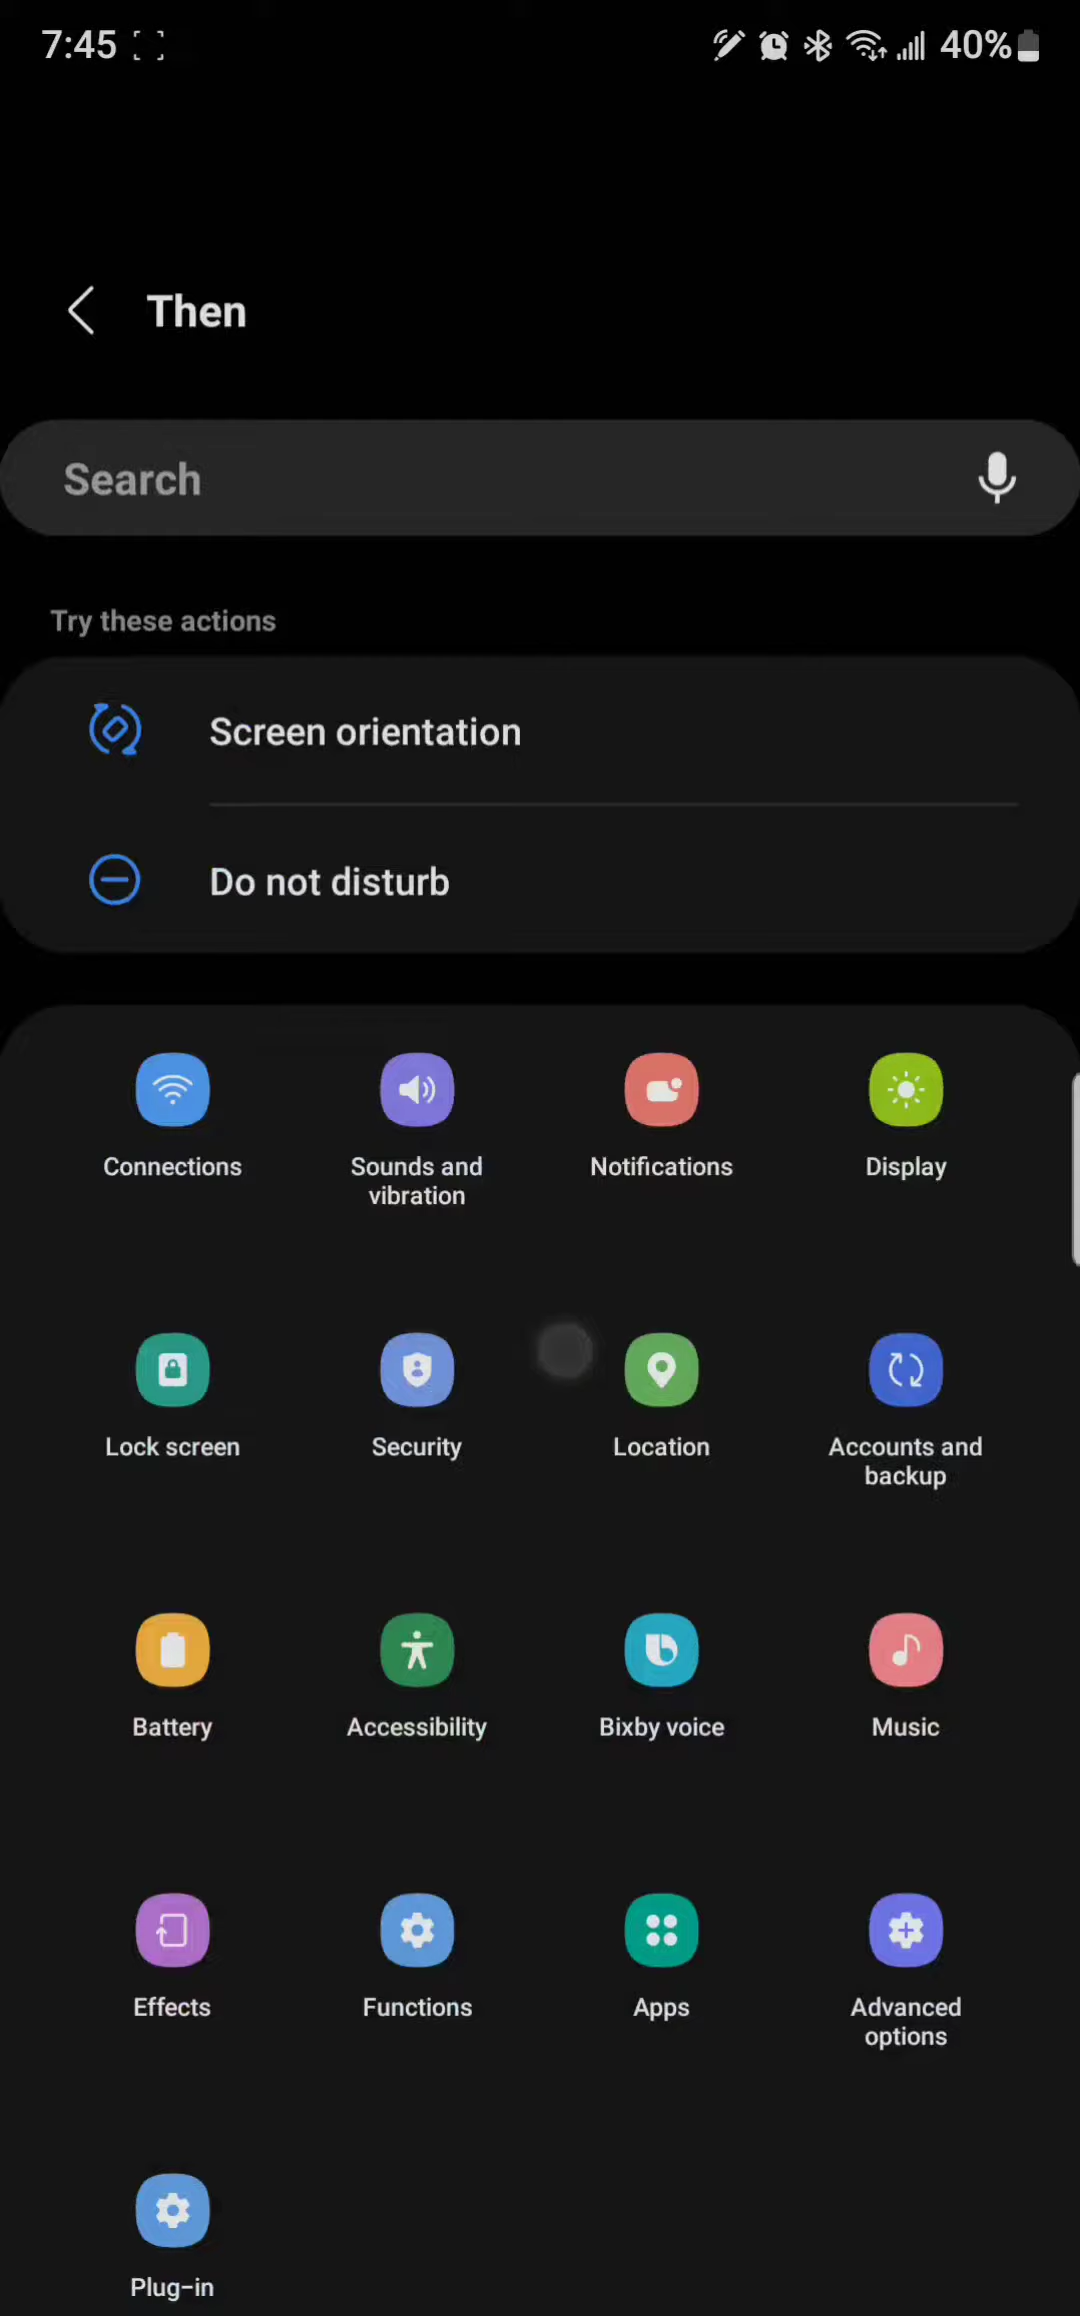 7:45
40%
Then
Search
Try these actions
Screen orientation
Do not disturb
Connections
Sounds and
vibration
Notifications
Display
Lock screen
Security
Location
Accounts and
backup
Battery
Accessibility
Bixby voice
Music
Effects
Functions
Apps
Advanced
options
Plug-in